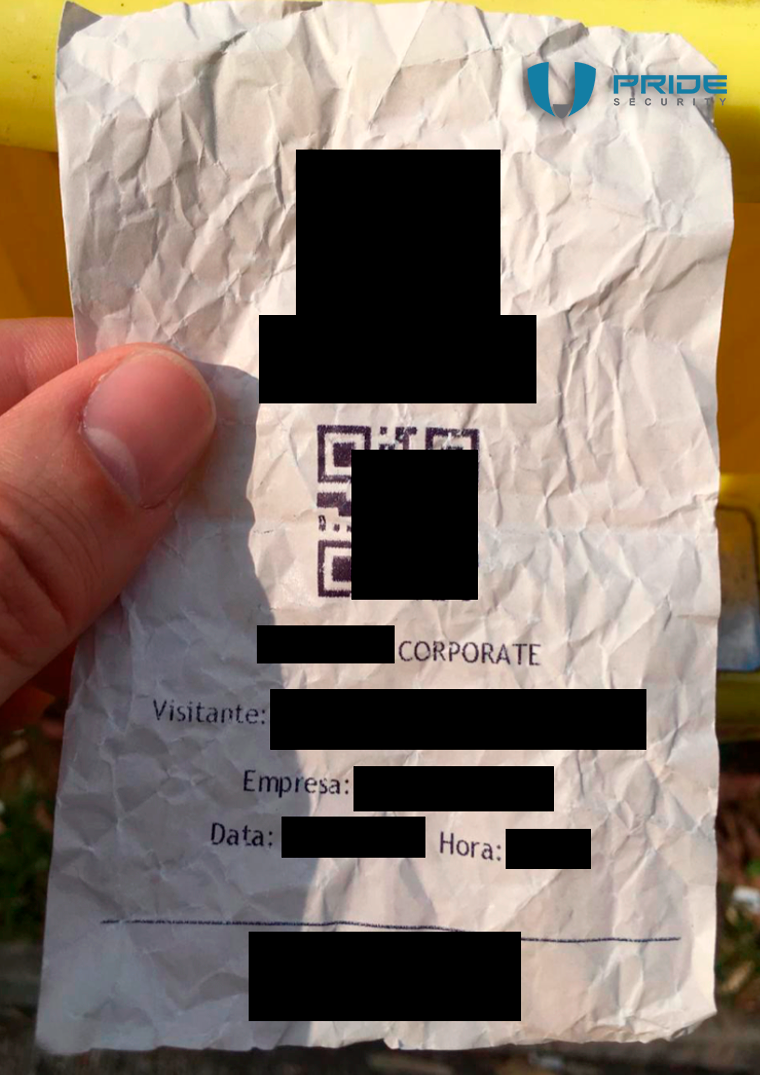 PRIDE
SECURITY
CORPORATE
Visitante:
Empresa:
Data: Hora: